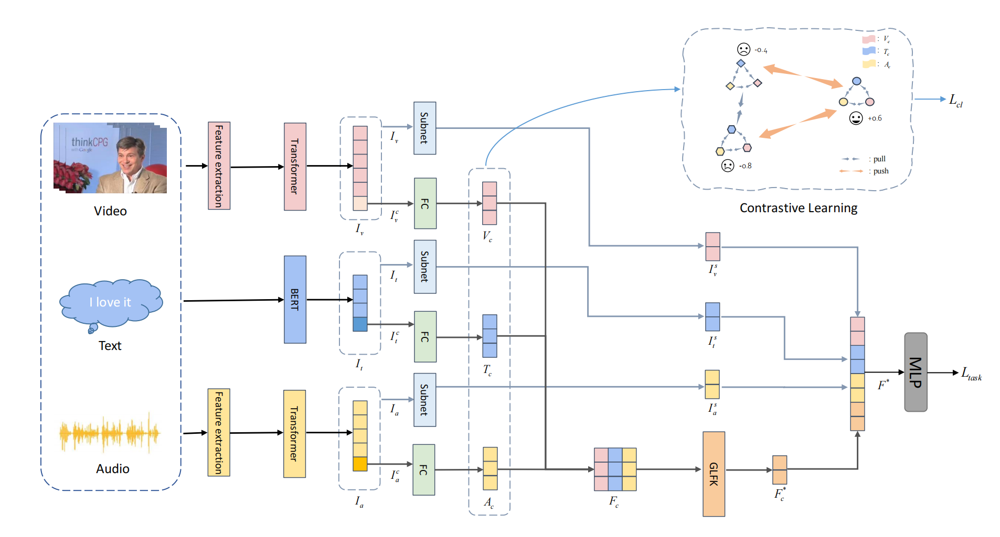 -0.4
: V_c
: T_c
: A_c
+0.6
-0.8
: pull
: push
Contrastive Learning
L_cl
thinkCPG
with Google
Video
Feature extraction
Transformer
I_v
I_v
Subnet
I_v^c
FC
V_c
I_v^s
I love it
Text
BERT
I_t
I_t
Subnet
I_t^c
FC
T_c
I_t^s
Audio
Feature extraction
Transformer
I_a
I_a
Subnet
I_a^c
FC
A_c
I_a^s
F_c
GLFK
F_c^*
F^*
MLP
L_task